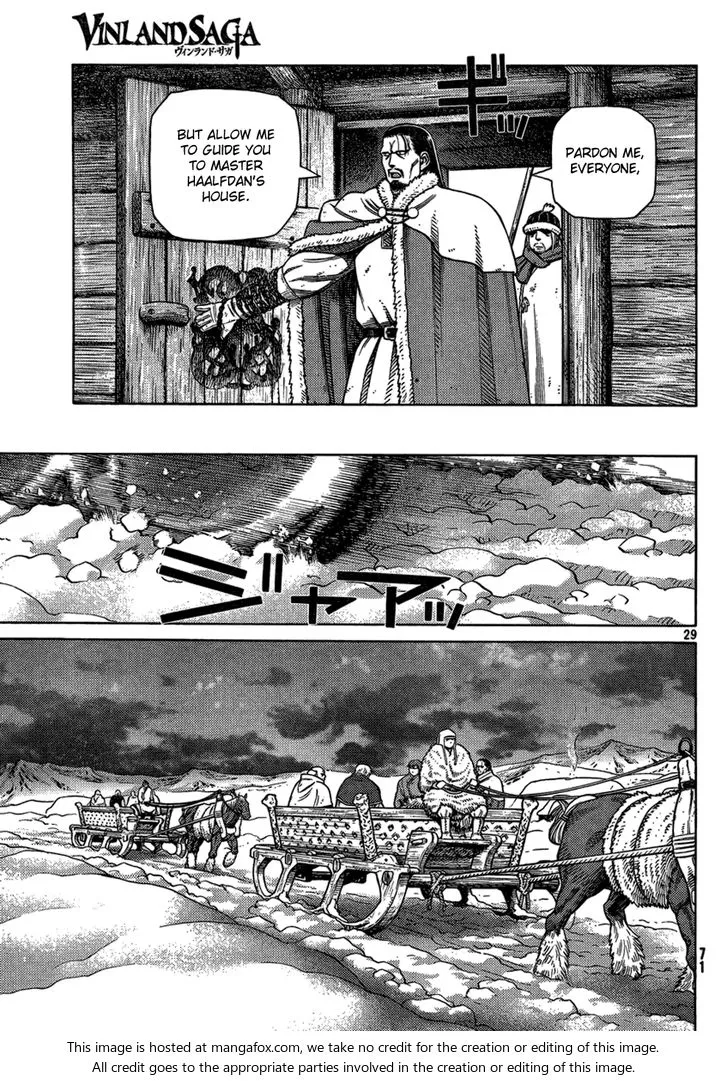 VINLAND SAGA
ヴィンランド・サガ
ギッ
PARDON ME,
EVERYONE,
BUT ALLOW ME
TO GUIDE YOU
TO MASTER
HAALFDAN'S
HOUSE.
ジャアッ
29
71
This image is hosted at mangafox.com, we take no credit for the creation or editing of this image.
All credit goes to the appropriate parties involved in the creation or editing of this image.